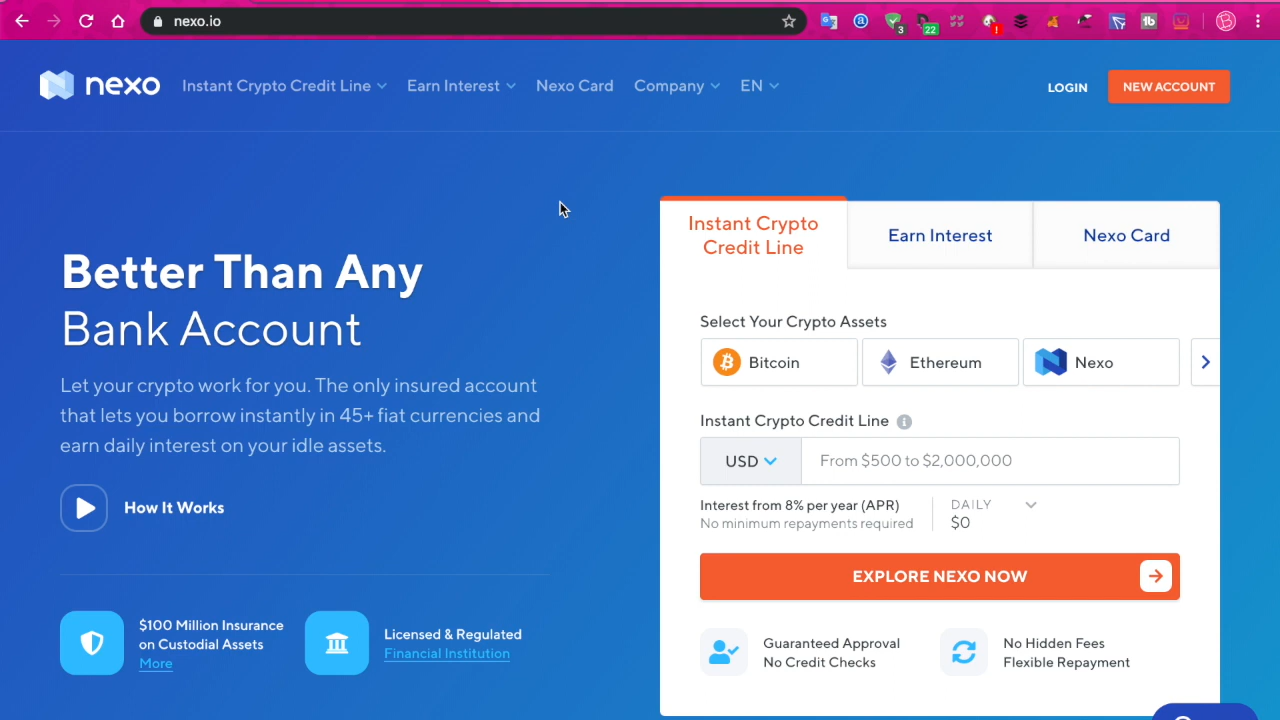 nexo.io
3
22
!
tb
nexo
Instant Crypto Credit Line
Earn Interest
Nexo Card
Company
EN
LOGIN
NEW ACCOUNT
Better Than Any
Bank Account
Let your crypto work for you. The only insured account
that lets you borrow instantly in 45+ fiat currencies and
earn daily interest on your idle assets.
How It Works
$100 Million Insurance
on Custodial Assets
More
Licensed & Regulated
Financial Institution
Instant Crypto
Credit Line
Earn Interest
Nexo Card
Select Your Crypto Assets
Bitcoin
Ethereum
Nexo
Instant Crypto Credit Line
USD
From $500 to $2,000,000
Interest from 8% per year (APR)
No minimum repayments required
DAILY
$0
EXPLORE NEXO NOW
Guaranteed Approval
No Credit Checks
No Hidden Fees
Flexible Repayment